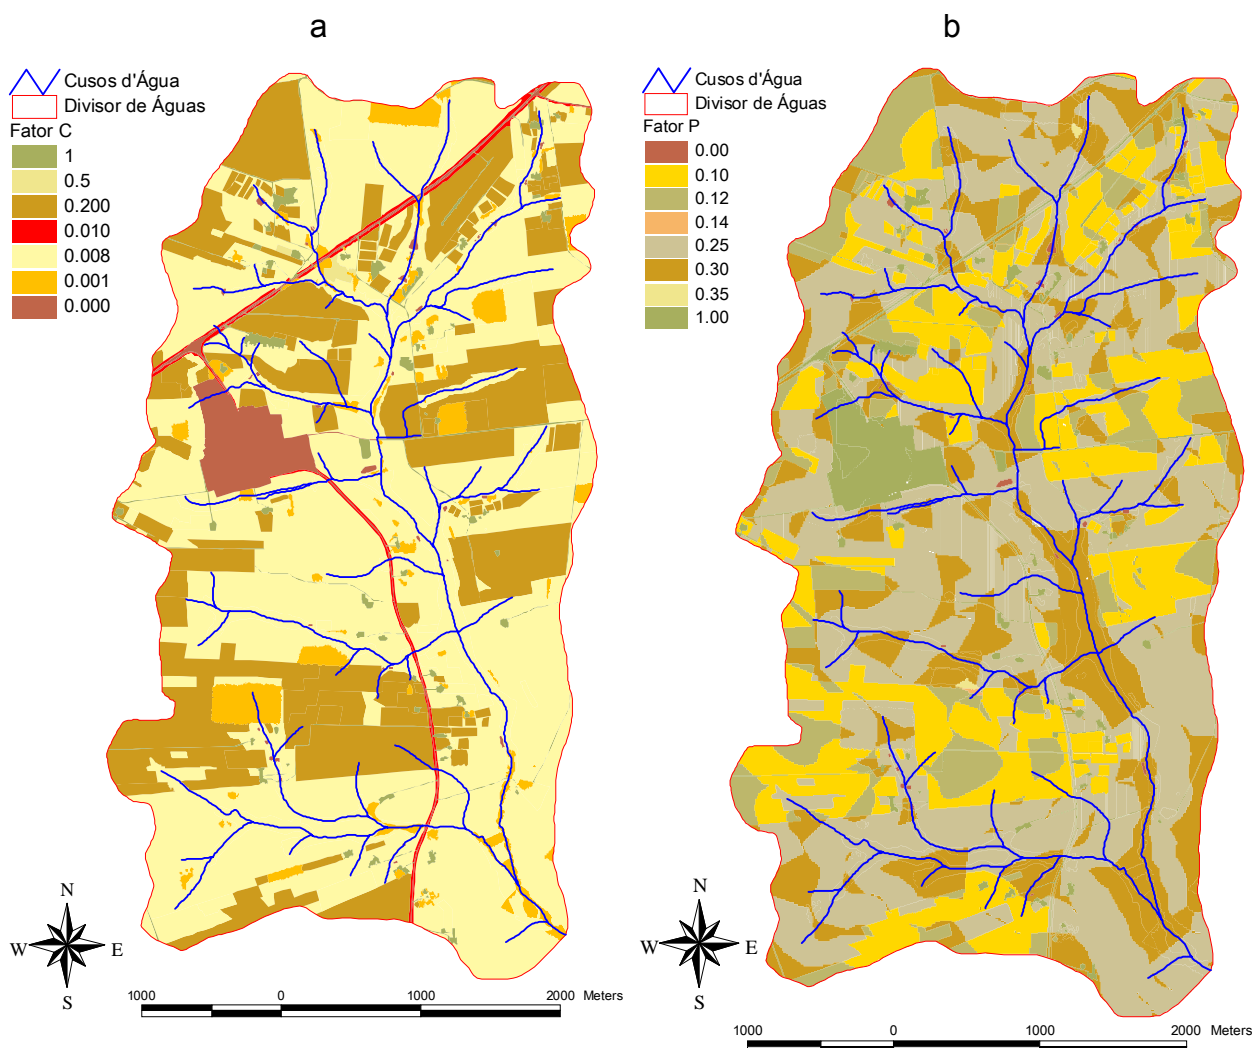 a
Cusos d'Água
Divisor de Águas
Fator C
1
0.5
0.200
0.010
0.008
0.001
0.000
N
W E
S
1000 0 1000 2000 Meters
b
Cusos d'Água
Divisor de Águas
Fator P
0.00
0.10
0.12
0.14
0.25
0.30
0.35
1.00
N
W E
S
1000 0 1000 2000 Meters